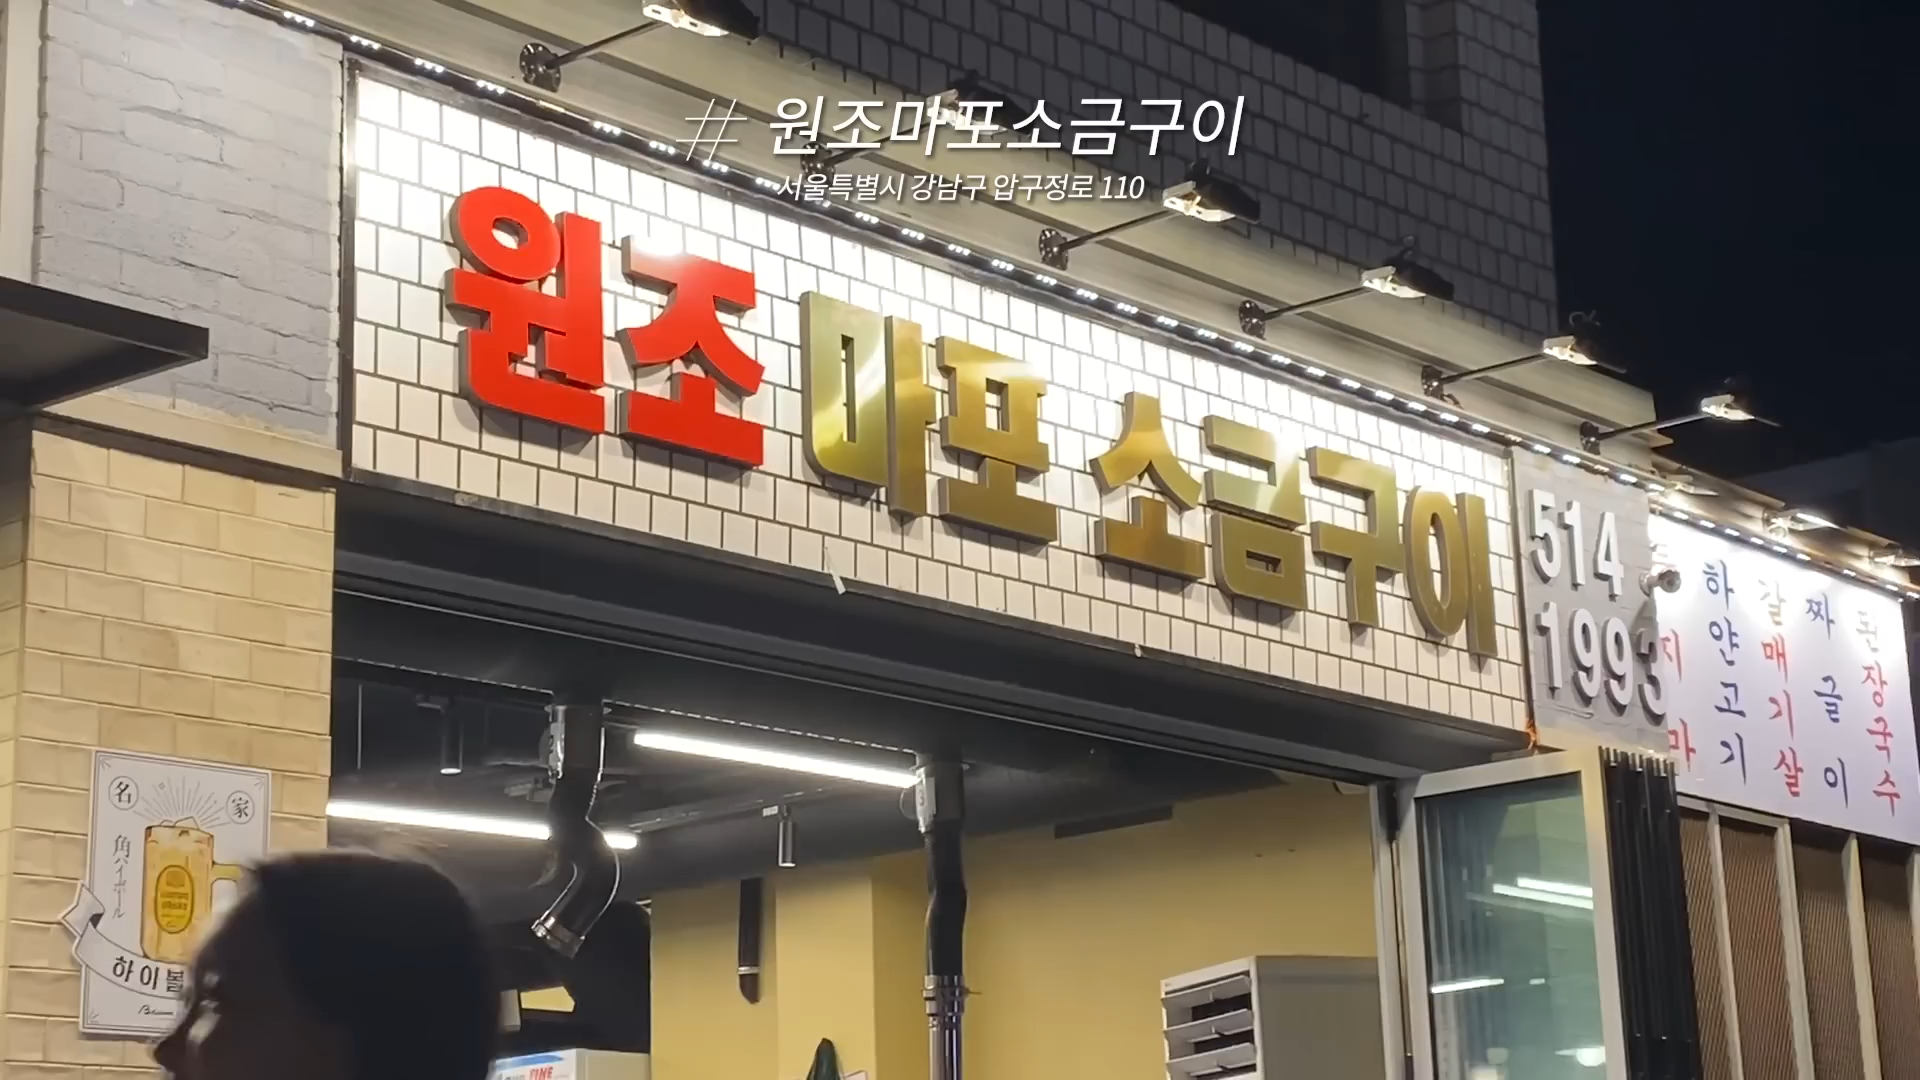 # 원조마포소금구이
서울특별시 강남구 압구정로 110
원조 마포 소금구이
514
1993
하얀고기
갈매기살
짜글이
된장국수
名家
角ハイボール
하이볼
FINE